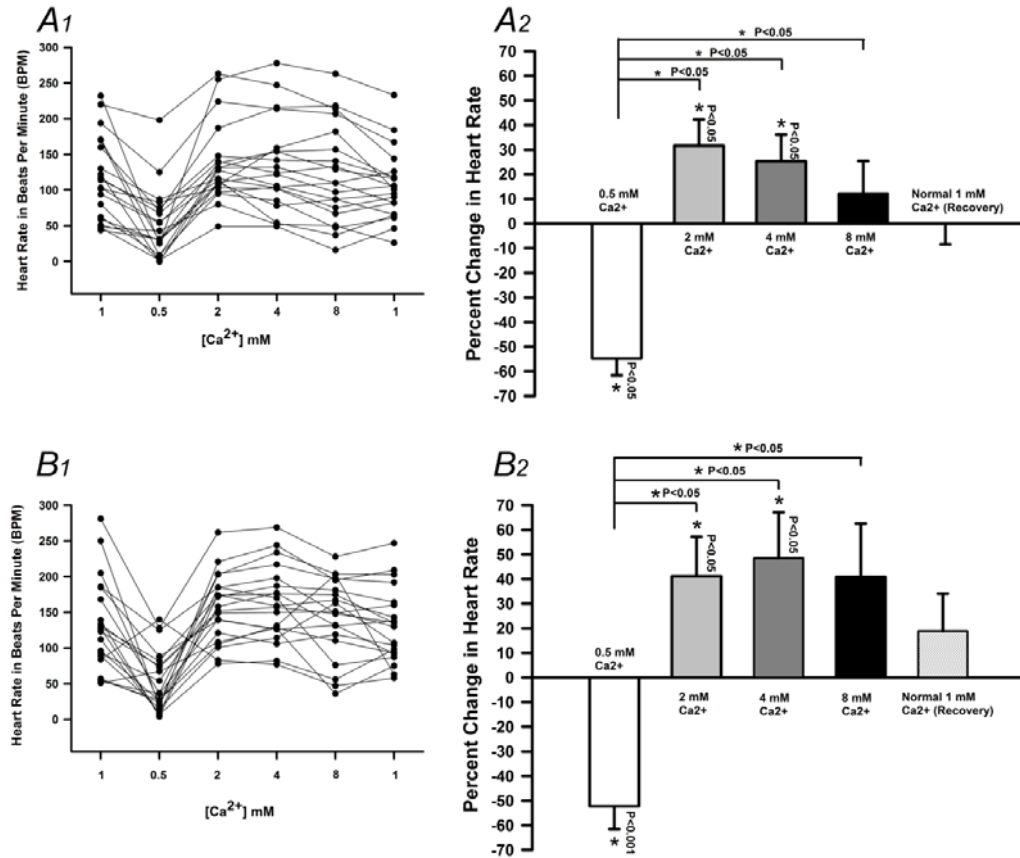 A1
Heart Rate in Beats Per Minute (BPM)
300
250
200
150
100
50
0
1 0.5 2 4 8 1
[Ca2+] mM
A2
Percent Change in Heart Rate
70
60
50
40
30
20
10
0
-10
-20
-30
-40
-50
-60
-70
* P<0.05
* P<0.05
* P<0.05
* P<0.05
* P<0.05
0.5 mM
Ca2+
Normal 1 mM
Ca2+ (Recovery)
2 mM
Ca2+
4 mM
Ca2+
8 mM
Ca2+
* P<0.05
B1
Heart Rate in Beats Per Minute (BPM)
300
250
200
150
100
50
0
1 0.5 2 4 8 1
[Ca2+] mM
B2
Percent Change in Heart Rate
70
60
50
40
30
20
10
0
-10
-20
-30
-40
-50
-60
-70
* P<0.05
* P<0.05
* P<0.05
* P<0.05
* P<0.05
0.5 mM
Ca2+
2 mM
Ca2+
4 mM
Ca2+
8 mM
Ca2+
Normal 1 mM
Ca2+ (Recovery)
* P<0.001